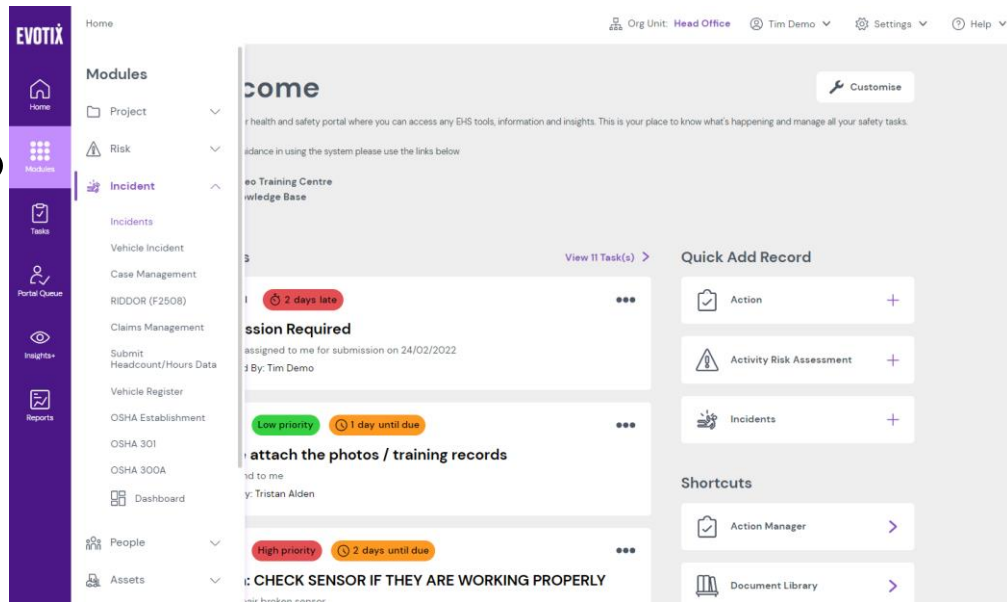 EVOTIX
Home
Org Unit: Head Office
Tim Demo
Settings
Help
Home
Modules
Tasks
Portal Queue
Insights+
Reports
Modules
Project
Risk
Incident
Incidents
Vehicle Incident
Case Management
RIDDOR (F2508)
Claims Management
Submit
Headcount/Hours Data
Vehicle Register
OSHA Establishment
OSHA 301
OSHA 300A
Dashboard
People
Assets
come
Customise
r health and safety portal where you can access any EHS tools, information and insights. This is your place to know what's happening and manage all your safety tasks.
uidance in using the system please use the links below
eo Training Centre
wledge Base
s
View 11 Task(s)
2 days late
ssion Required
assigned to me for submission on 24/02/2022
d By: Tim Demo
Low priority
1 day until due
attach the photos / training records
nd to me
y: Tristan Alden
High priority
2 days until due
: CHECK SENSOR IF THEY ARE WORKING PROPERLY
eir broken sensor
Quick Add Record
Action
Activity Risk Assessment
Incidents
Shortcuts
Action Manager
Document Library